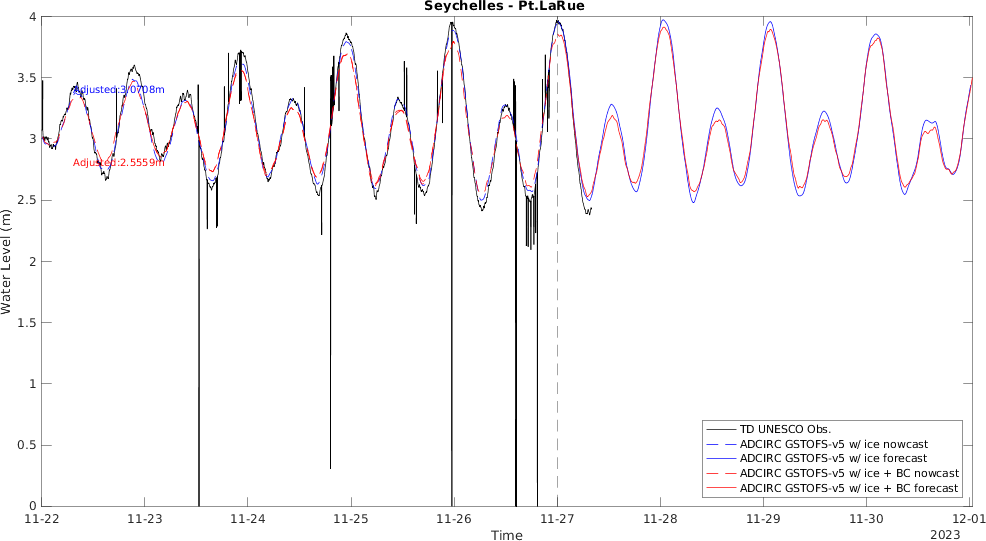 Seychelles - Pt.LaRue
4
3.5
3
2.5
2
1.5
1
0.5
0
Water Level (m)
Adjusted:3.0708m
Adjusted:2.5559m
TD UNESCO Obs.
ADCIRC GSTOFS-v5 w/ ice nowcast
ADCIRC GSTOFS-v5 w/ ice forecast
ADCIRC GSTOFS-v5 w/ ice + BC nowcast
ADCIRC GSTOFS-v5 w/ ice + BC forecast
11-22 11-23 11-24 11-25 11-26 11-27 11-28 11-29 11-30 12-01
Time
2023